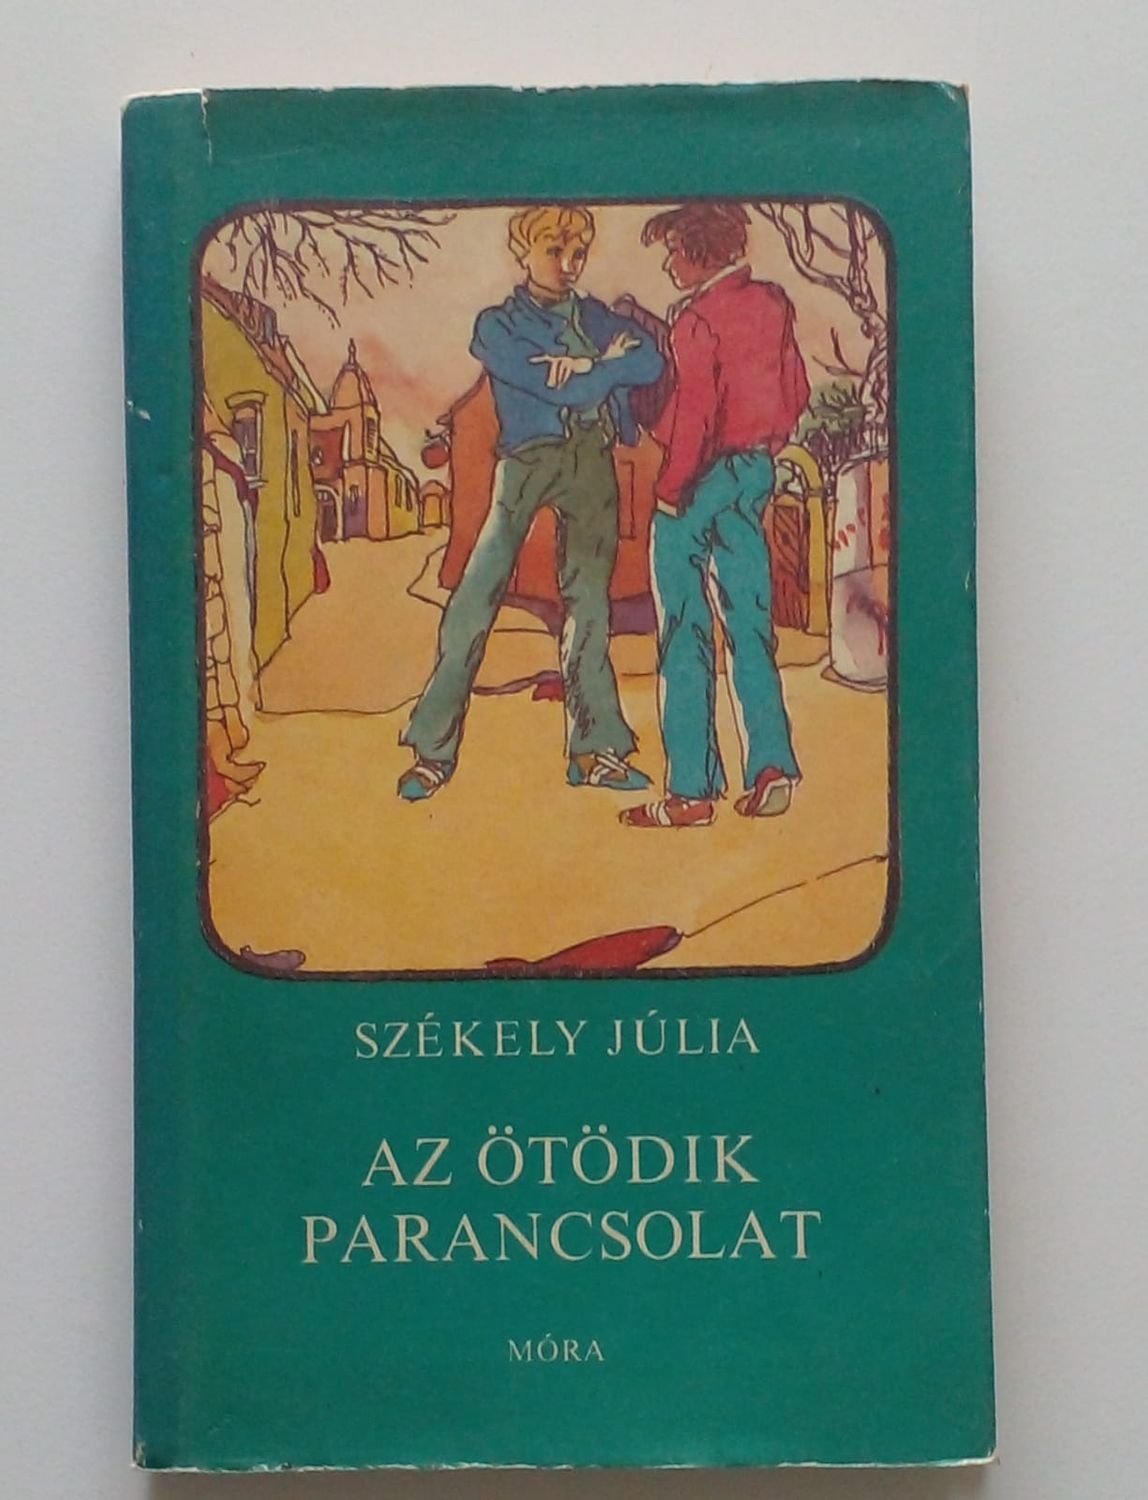 SZÉKELY JÚLIA
AZ ÖTÖDIK
PARANCSOLAT
MÓRA